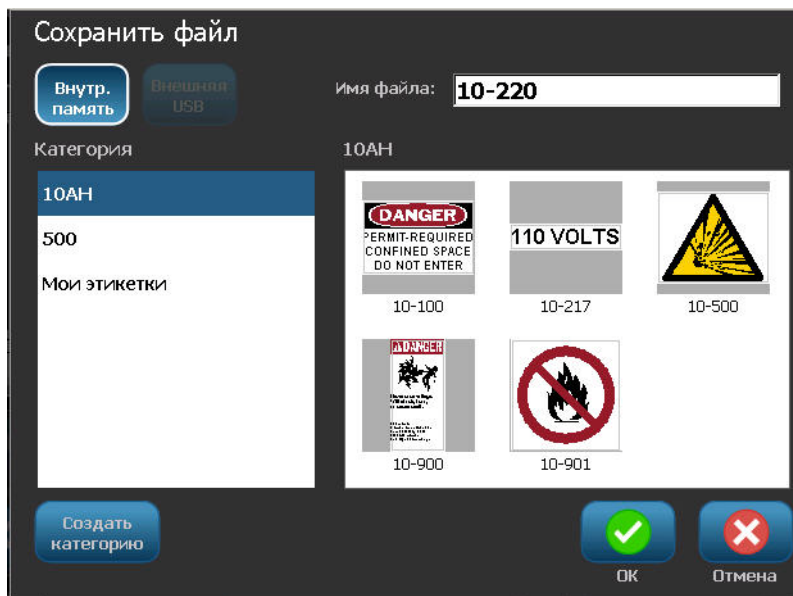 Сохранить файл
Внутр.
память
Внешняя
USB
Имя файла:
10-220
Категория
10AH
10AH
500
Мои этикетки
DANGER
PERMIT-REQUIRED
CONFINED SPACE
DO NOT ENTER
10-100
110 VOLTS
10-217
10-500
DANGER
10-900
10-901
Создать
категорию
OK
Отмена